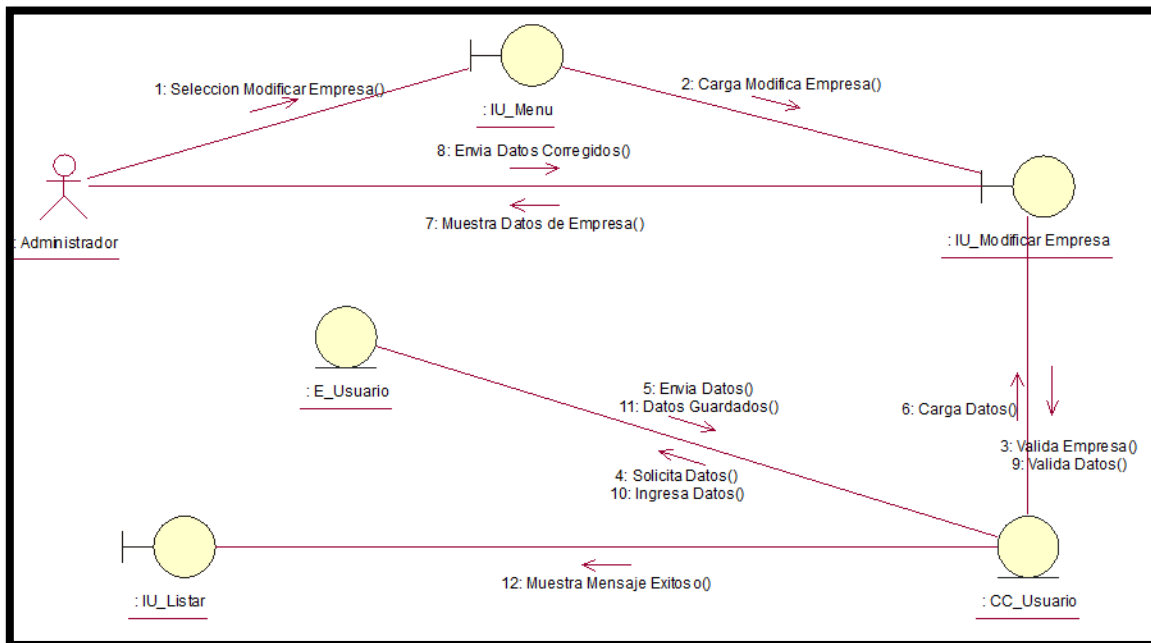 1: Seleccion Modificar Empresa()
2: Carga Modifica Empresa()
: IU_Menu
8: Envia Datos Corregidos()
7: Muestra Datos de Empresa()
: Administrador
: IU_Modificar Empresa
: E_Usuario
5: Envia Datos()
11: Datos Guardados()
6: Carga Datos()
3: Valida Empresa()
9: Valida Datos()
4: Solicita Datos()
10: Ingresa Datos()
12: Muestra Mensaje Exitoso()
: IU_Listar
: CC_Usuario